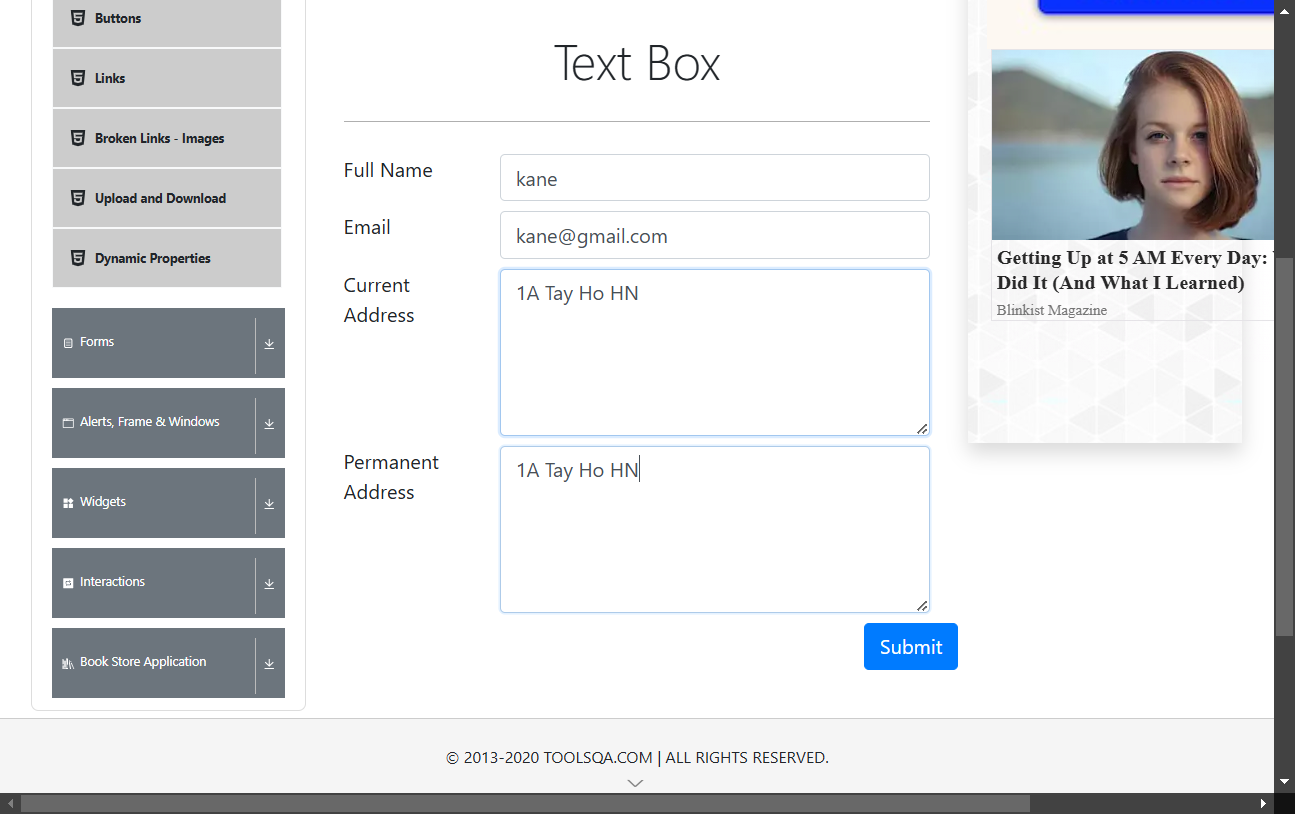 Buttons
Links
Broken Links - Images
Upload and Download
Dynamic Properties
Forms
Alerts, Frame & Windows
Widgets
Interactions
Book Store Application
Text Box
Full Name
kane
Email
kane@gmail.com
Current
Address
1A Tay Ho HN
Permanent
Address
1A Tay Ho HN
Submit
Getting Up at 5 AM Every Day:
Did It (And What I Learned)
Blinkist Magazine
© 2013-2020 TOOLSQA.COM | ALL RIGHTS RESERVED.